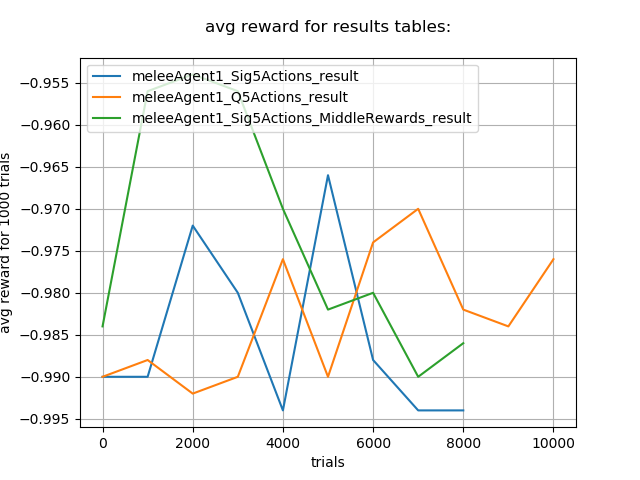 avg reward for results tables:
meleeAgent1_Sig5Actions_result
meleeAgent1_Q5Actions_result
meleeAgent1_Sig5Actions_MiddleRewards_result
avg reward for 1000 trials
−0.955
−0.960
−0.965
−0.970
−0.975
−0.980
−0.985
−0.990
−0.995
0
2000
4000
6000
8000
10000
trials